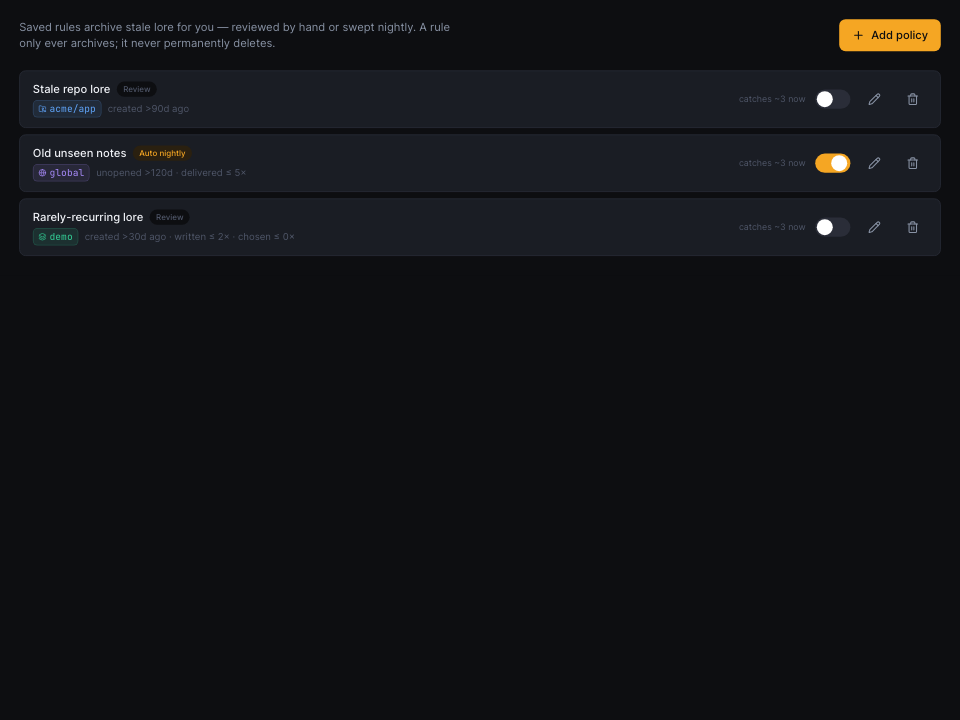 Saved rules archive stale lore for you — reviewed by hand or swept nightly. A rule
only ever archives; it never permanently deletes.
Add policy
Stale repo lore Review
acme/app created >90d ago
catches ~3 now
Old unseen notes Auto nightly
global unopened >120d · delivered ≤ 5×
catches ~3 now
Rarely-recurring lore Review
demo created >30d ago · written ≤ 2× · chosen ≤ 0×
catches ~3 now